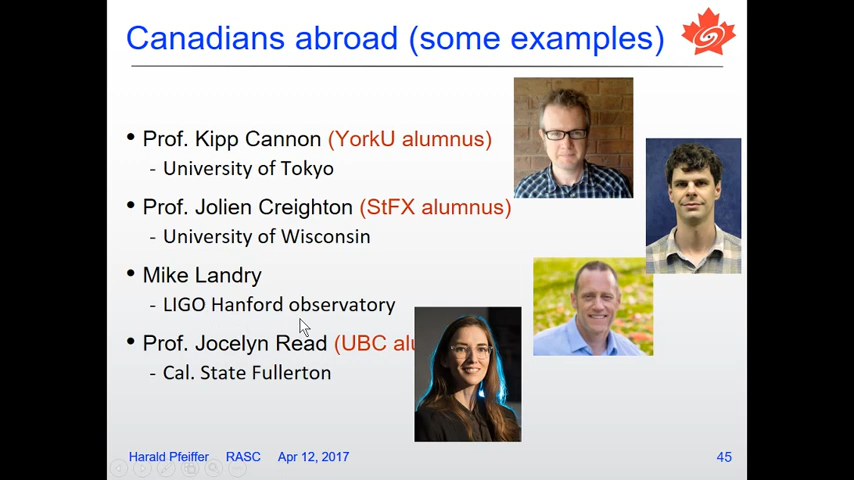 Canadians abroad (some examples)
• Prof. Kipp Cannon (YorkU alumnus)
- University of Tokyo
• Prof. Jolien Creighton (StFX alumnus)
- University of Wisconsin
• Mike Landry
- LIGO Hanford observatory
• Prof. Jocelyn Read (UBC alu
- Cal. State Fullerton
Harald Pfeiffer RASC Apr 12, 2017 45